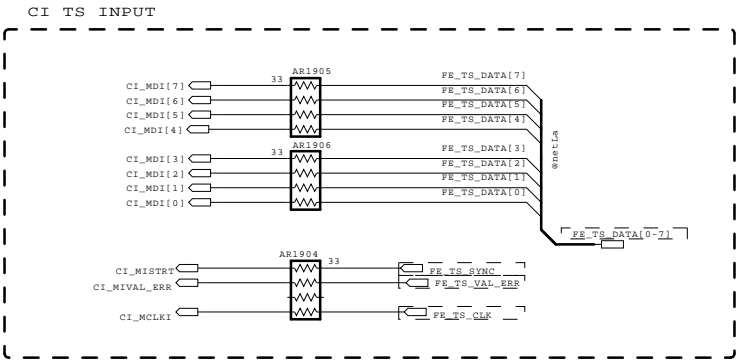 CI TS INPUT
AR1905
33
FE_TS_DATA[7]
CI_MDI[7]
FE_TS_DATA[6]
CI_MDI[6]
FE_TS_DATA[5]
CI_MDI[5]
FE_TS_DATA[4]
CI_MDI[4]
AR1906
33
FE_TS_DATA[3]
CI_MDI[3]
FE_TS_DATA[2]
CI_MDI[2]
FE_TS_DATA[1]
CI_MDI[1]
FE_TS_DATA[0]
CI_MDI[0]
@netLa
FE_TS_DATA[0-7]
AR1904
33
CI_MISTRT
FE_TS_SYNC
CI_MIVAL_ERR
FE_TS_VAL_ERR
CI_MCLKI
FE_TS_CLK